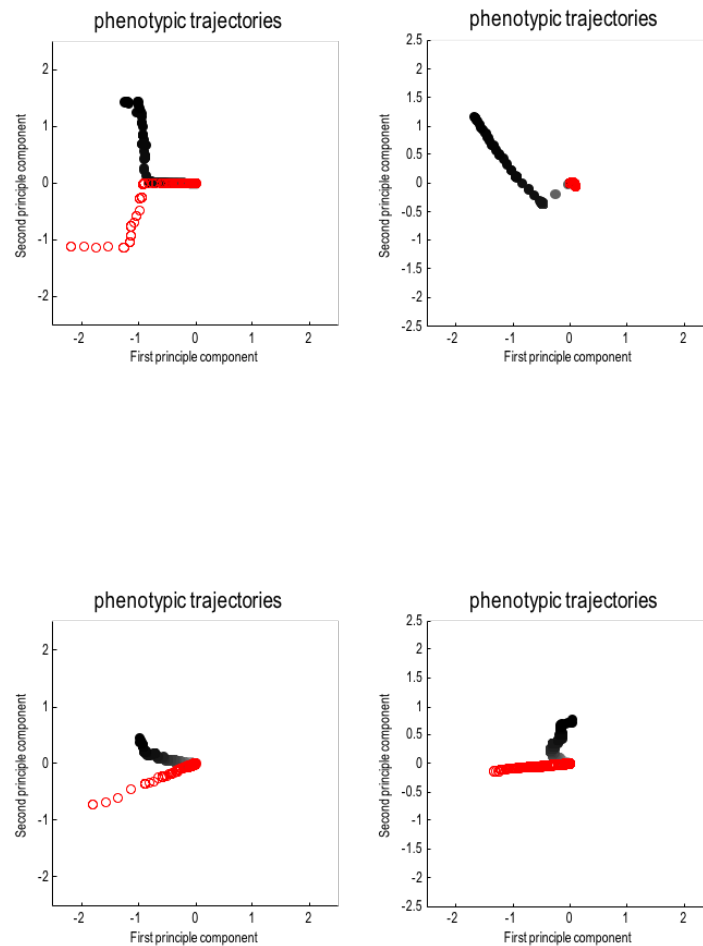 phenotypic trajectories
2
1
0
-1
-2
-2 -1 0 1 2
Second principle component
First principle component
phenotypic trajectories
2.5
2
1.5
1
0.5
0
-0.5
-1
-1.5
-2
-2.5
-2 -1 0 1 2
Second principle component
First principle component
phenotypic trajectories
2
1
0
-1
-2
-2 -1 0 1 2
Second principle component
First principle component
phenotypic trajectories
2.5
2
1.5
1
0.5
0
-0.5
-1
-1.5
-2
-2.5
-2 -1 0 1 2
Second principle component
First principle component